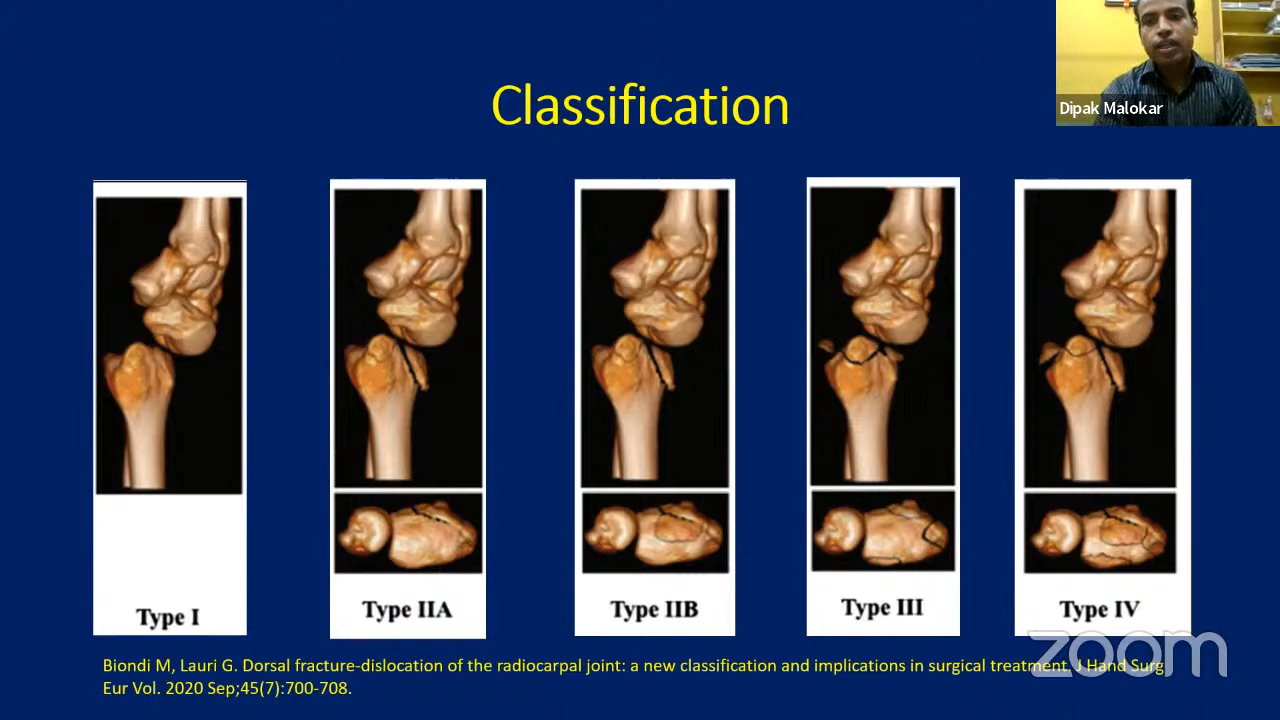 Classification
Dipak Malokar
Type I
Type IIA
Type IIB
Type III
Type IV
Biondi M, Lauri G. Dorsal fracture-dislocation of the radiocarpal joint: a new classification and implications in surgical treatment. J Hand Surg
Eur Vol. 2020 Sep;45(7):700-708.
zoom